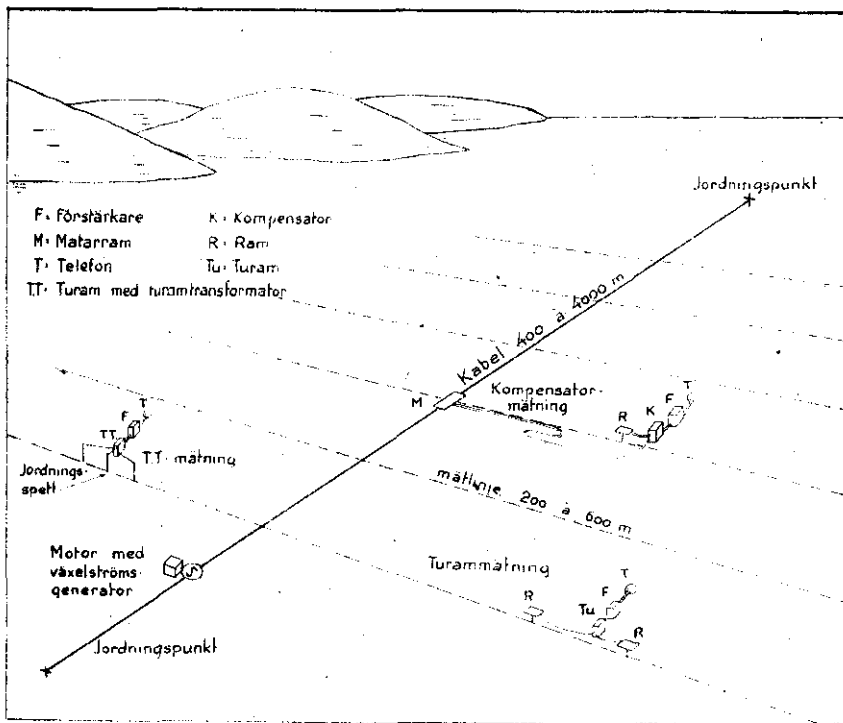 Jordningspunkt
F = Förstärkare
K = Kompensator
M = Matarram
R = Ram
T = Telefon
Tu = Turam
TT = Turam med turamtransformator
Kabel 400 à 4000 m
M
Kompensator-
mätning
R
K
F
T
T
F
TT
TT-mätning
Jordnings-
spett
mätlinje 200 à 600 m
Motor med
växelströms-
generator
Turammätning
R
Tu
F
T
R
Jordningspunkt